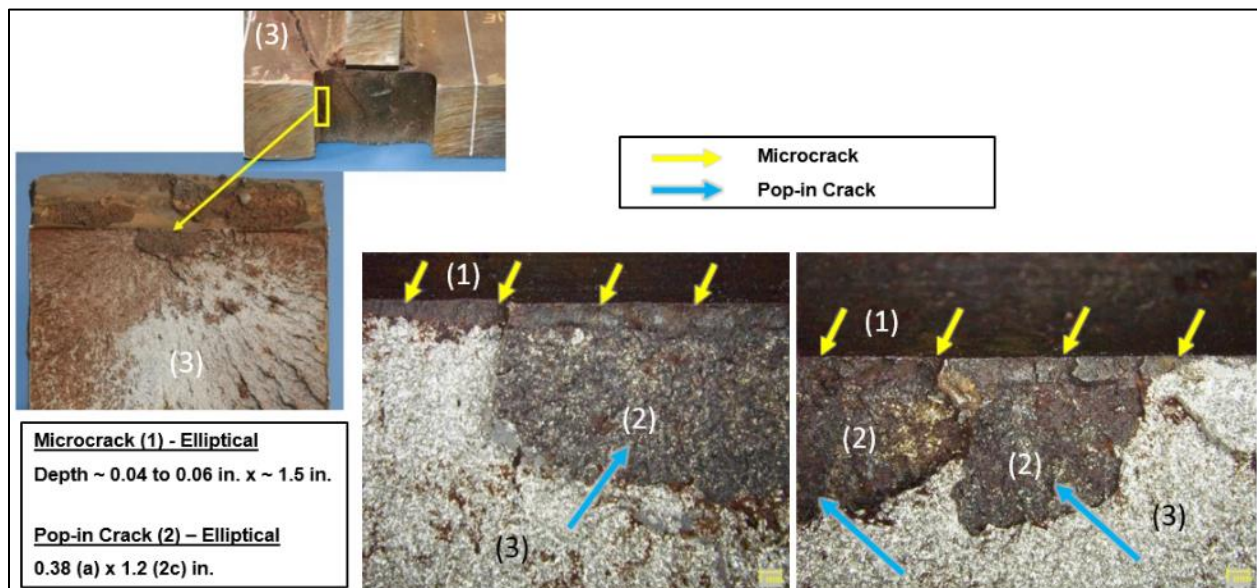 (3)
Microcrack
Pop-in Crack
(3)
Microcrack (1) - Elliptical
Depth ~ 0.04 to 0.06 in. x ~ 1.5 in.
Pop-in Crack (2) – Elliptical
0.38 (a) x 1.2 (2c) in.
(1)
(2)
(3)
(1)
(2)
(2)
(3)